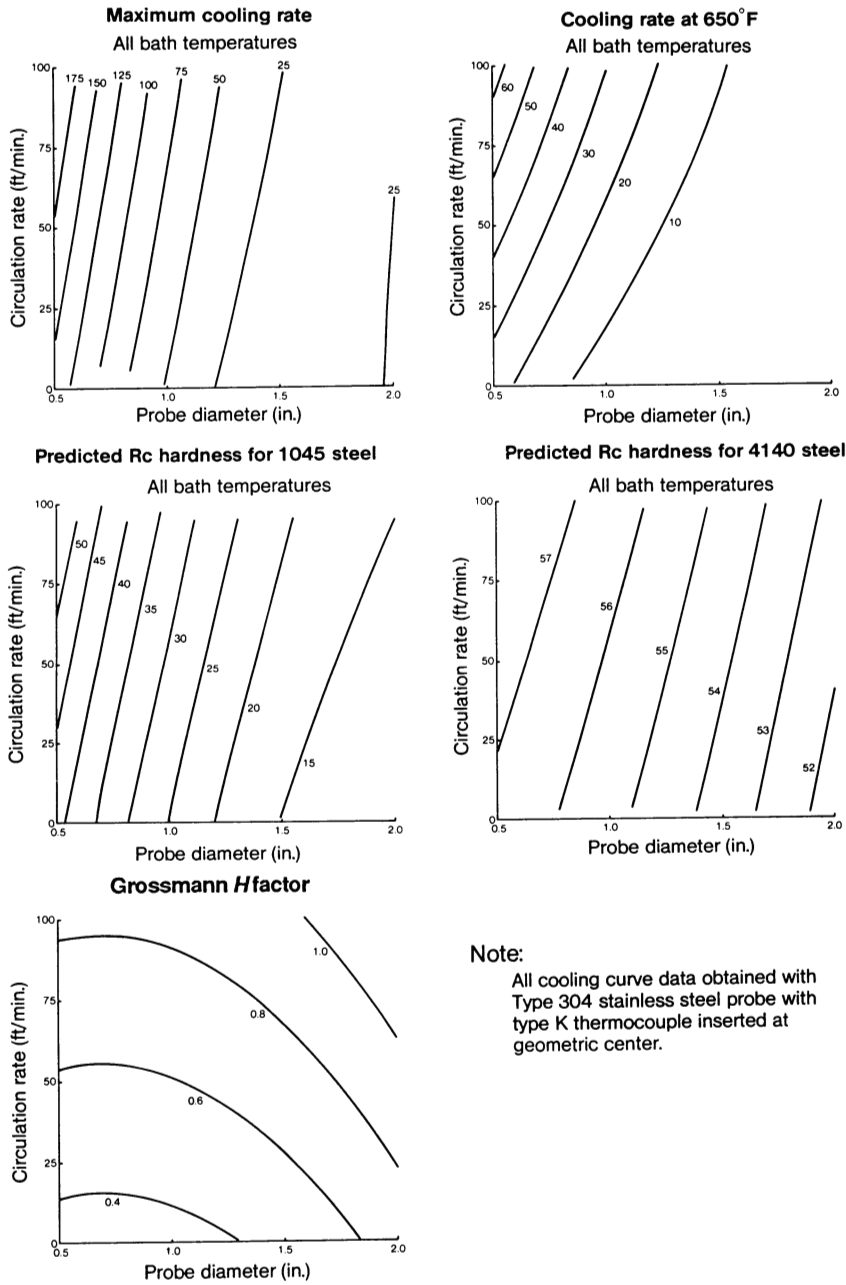 Maximum cooling rate
All bath temperatures
100
75
50
25
0
Circulation rate (ft/min.)
175 150 125 100 75 50 25
25
0.5 1.0 1.5 2.0
Probe diameter (in.)
Cooling rate at 650°F
All bath temperatures
100
75
50
25
0
Circulation rate (ft/min.)
60
50
40
30
20
10
0.5 1.0 1.5 2.0
Probe diameter (in.)
Predicted Rc hardness for 1045 steel
All bath temperatures
100
75
50
25
0
Circulation rate (ft/min.)
50
45
40
35
30
25
20
15
0.5 1.0 1.5 2.0
Probe diameter (in.)
Predicted Rc hardness for 4140 steel
All bath temperatures
100
75
50
25
0
Circulation rate (ft/min.)
57
56
55
54
53
52
0.5 1.0 1.5 2.0
Probe diameter (in.)
Grossmann H factor
100
75
50
25
0
Circulation rate (ft/min.)
1.0
0.8
0.6
0.4
0.5 1.0 1.5 2.0
Probe diameter (in.)
Note:
All cooling curve data obtained with
Type 304 stainless steel probe with
type K thermocouple inserted at
geometric center.